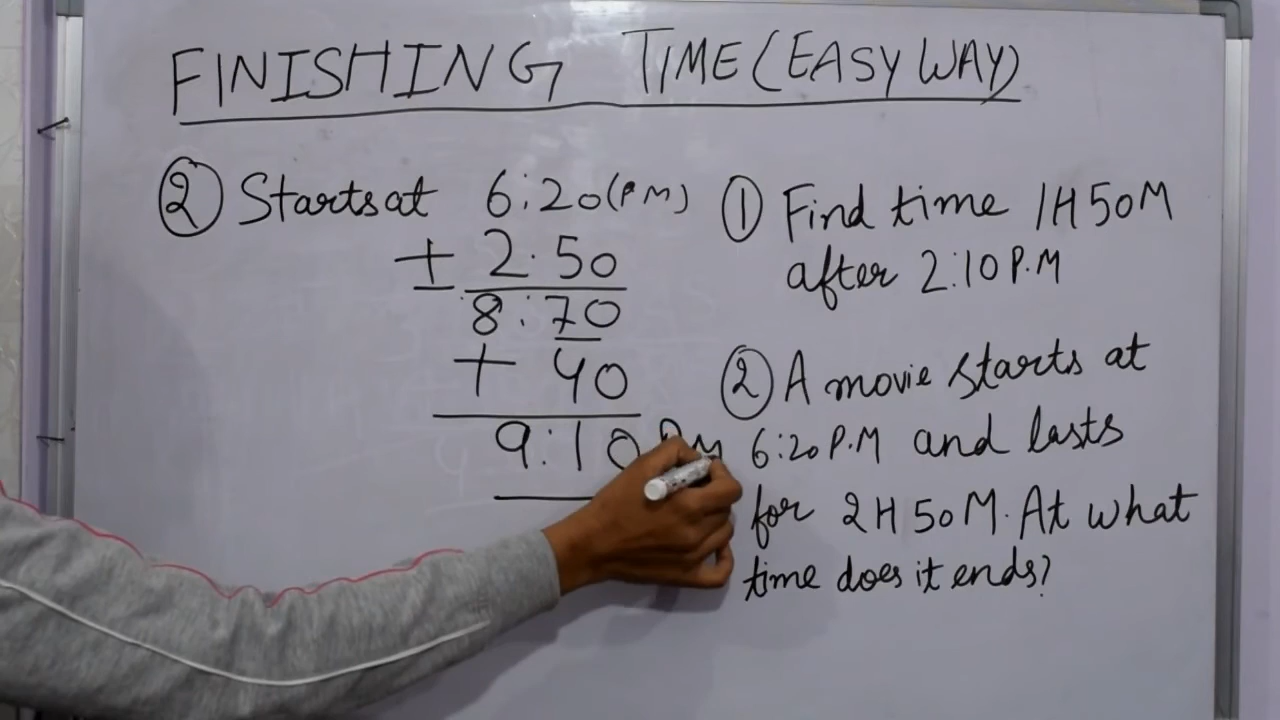 FINISHING TIME (EASY WAY)
② Starts at 6:20 (PM)
+ 2.50
8:70
+ 40
9:10 PM
① Find time 1H 50M
after 2:10 P.M
② A movie starts at
6:20 P.M and lasts
for 2H 50M. At what
time does it ends?